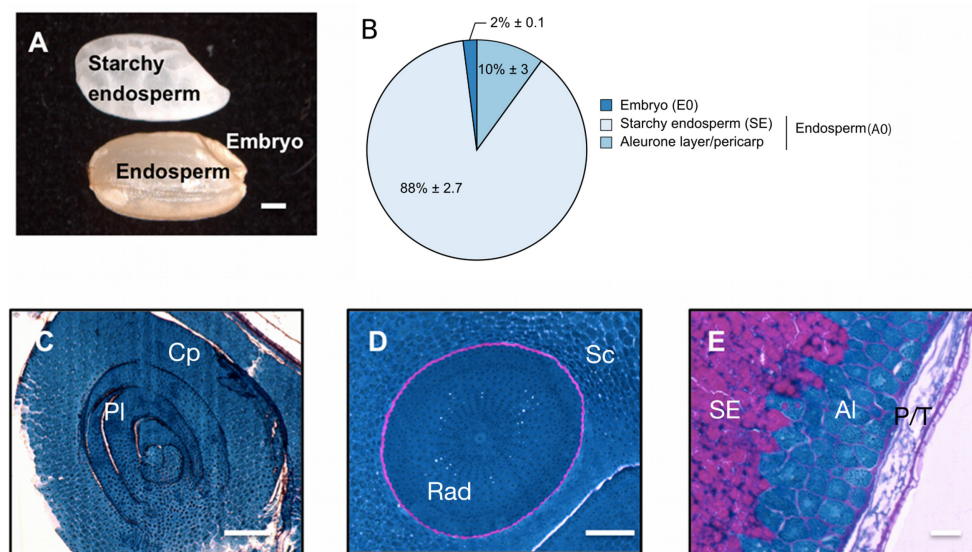 A
Starchy
endosperm
Embryo
Endosperm
B
2% ± 0.1
10% ± 3
88% ± 2.7
Embryo (E0)
Starchy endosperm (SE)
Aleurone layer/pericarp
Endosperm (A0)
C
Cp
Pl
D
Sc
Rad
E
SE
Al
P/T